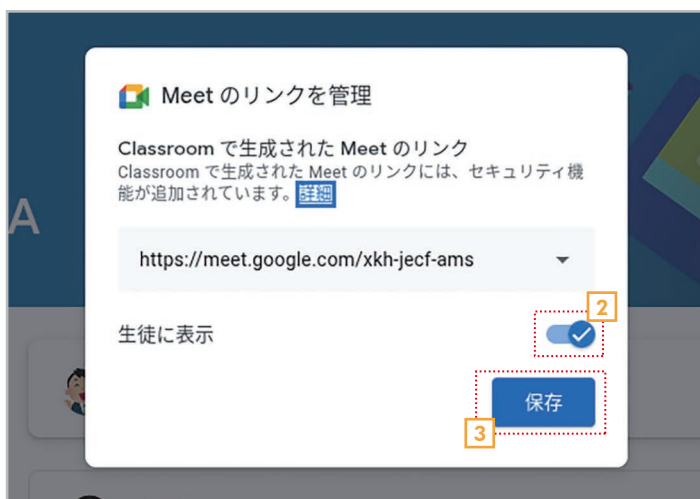 Meet のリンクを管理
Classroom で生成された Meet のリンク
Classroom で生成された Meet のリンクには、セキュリティ機
能が追加されています。詳細
A
https://meet.google.com/xkh-jecf-ams
2
生徒に表示
保存
3